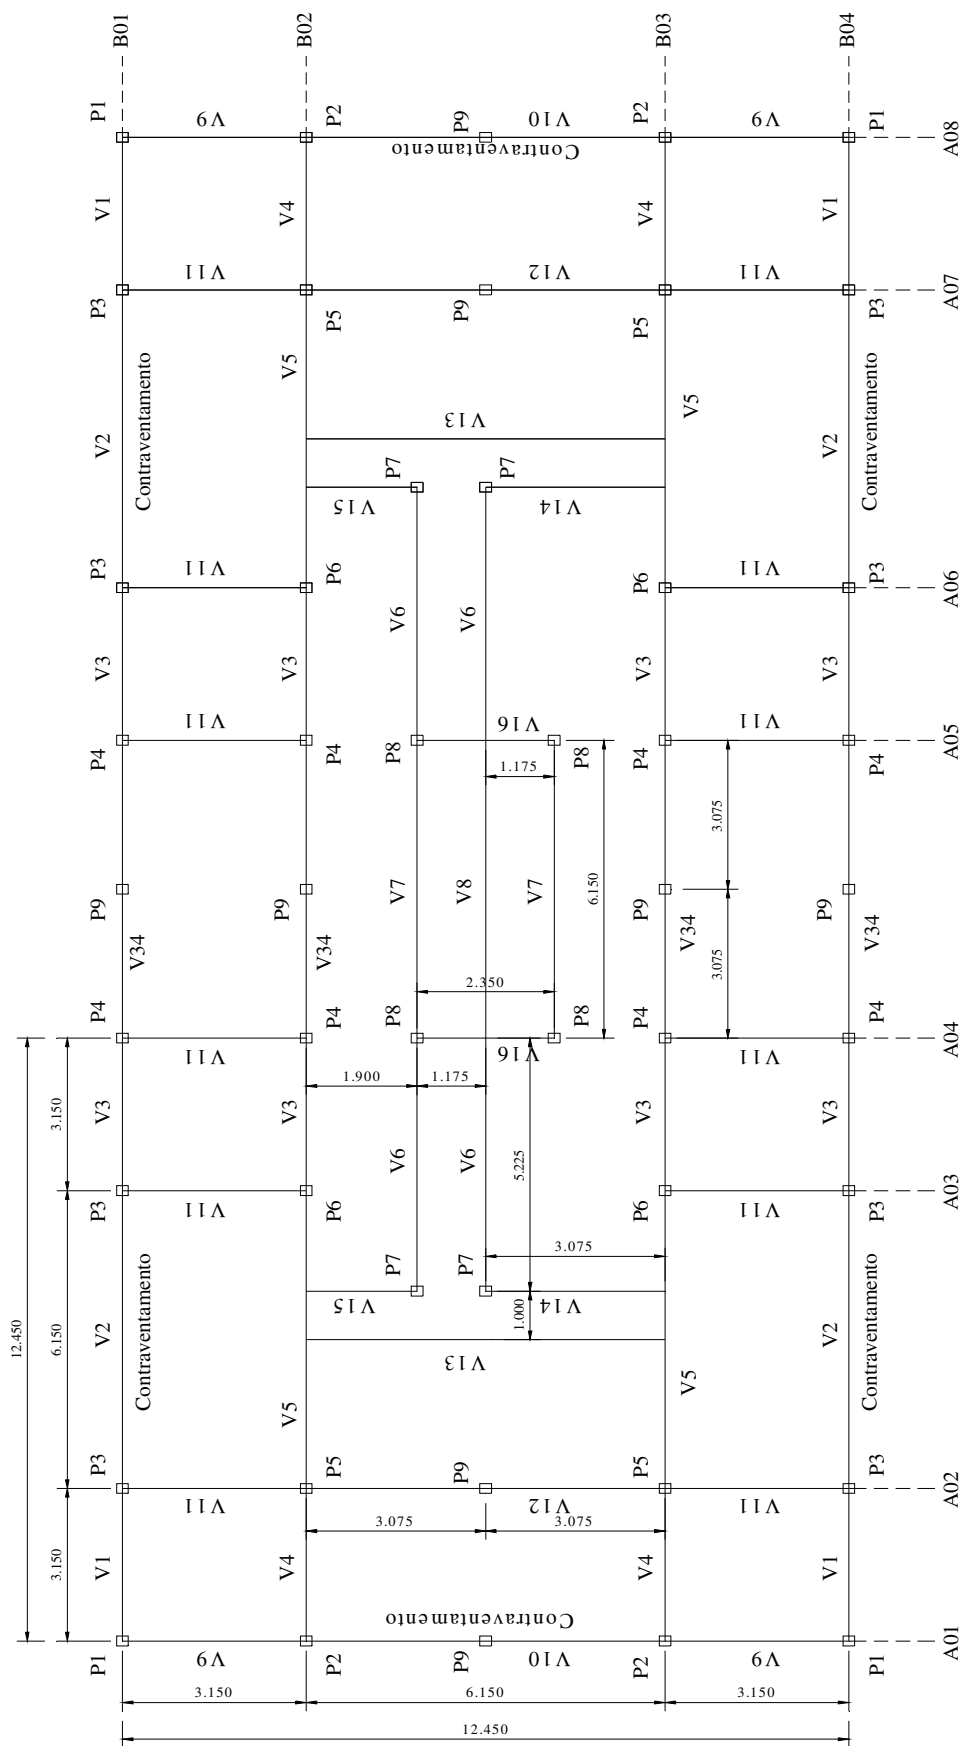 B01
B02
B03
B04
P1
V9
P2
P9
V10
P2
V9
P1
A08
Contraventamento
V1
V4
V4
V1
P3
V11
P5
P9
V12
P5
V11
P3
A07
Contraventamento
V2
V5
V13
V5
V2
Contraventamento
P7
P7
V15
V14
P3
V11
P6
P6
V11
P3
A06
V3
V3
V6
V6
V3
V3
P4
V11
P4
P8
V16
P8
P4
V11
P4
A05
1.175
3.075
6.150
P9
P9
V7
V8
V7
P9
P9
V34
V34
V34
V34
3.075
2.350
P4
V11
P4
P8
V16
P8
P4
V11
P4
A04
1.900
1.175
V3
V3
3.150
V6
V6
5.225
V3
V3
P3
V11
P6
P6
V11
P3
A03
3.075
P7
P7
V15
V14
1.000
Contraventamento
V2
12.450
6.150
V13
V5
V5
V2
Contraventamento
P3
V11
P5
P9
V12
P5
V11
P3
A02
3.075
3.075
V1
3.150
V4
V4
V1
Contraventamento
P1
V9
P2
P9
V10
P2
V9
P1
A01
3.150
6.150
3.150
12.450